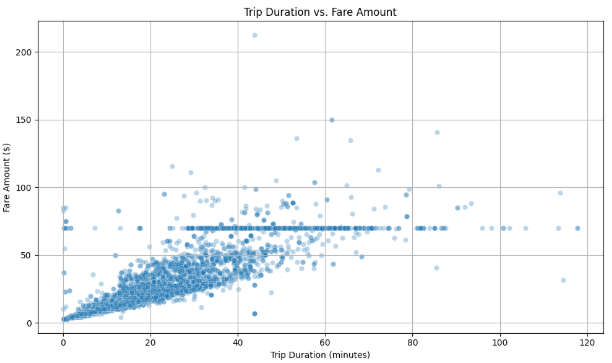 Trip Duration vs. Fare Amount
Fare Amount ($)
200
150
100
50
0
0 20 40 60 80 100 120
Trip Duration (minutes)